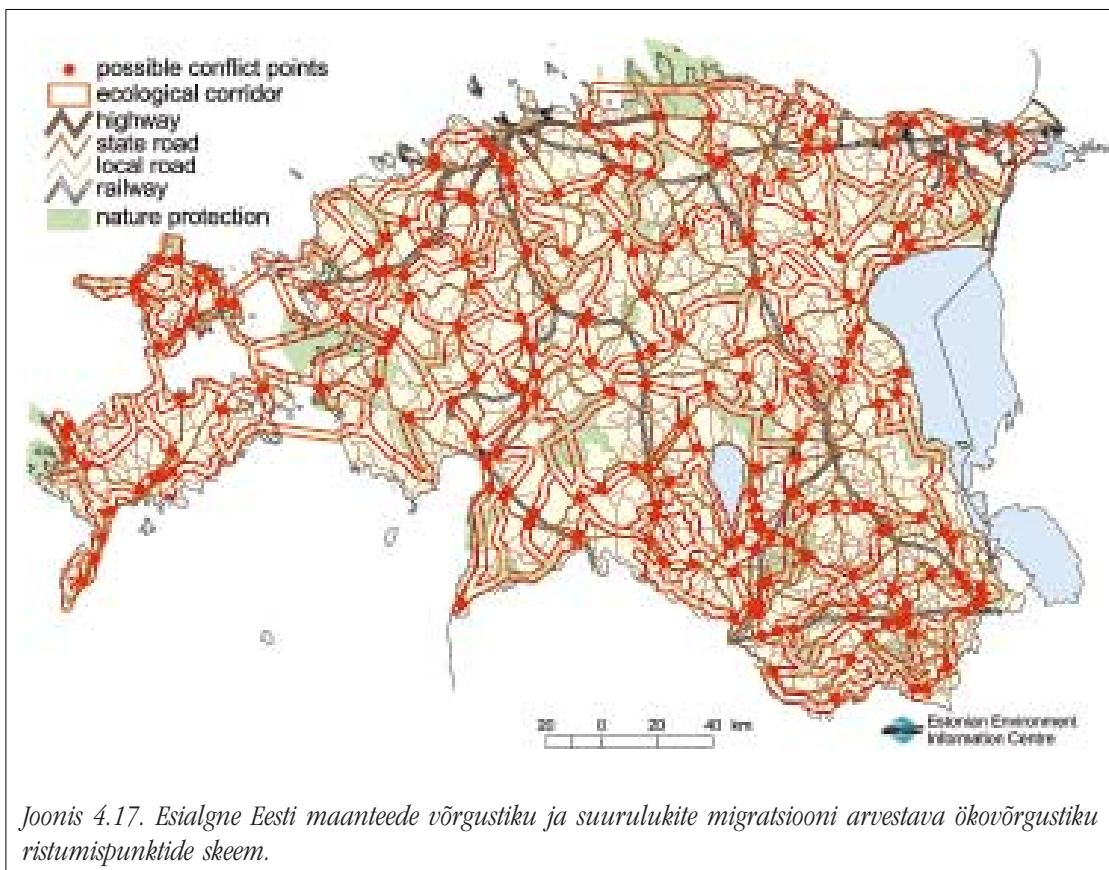 possible conflict points
ecological corridor
highway
state road
local road
railway
nature protection
20 0 20 40 km
Estonian Environment
Information Centre
Joonis 4.17. Esialgne Eesti maanteede võrgustiku ja suurulukite migratsiooni arvestava ökovõrgustiku
ristumispunktide skeem.